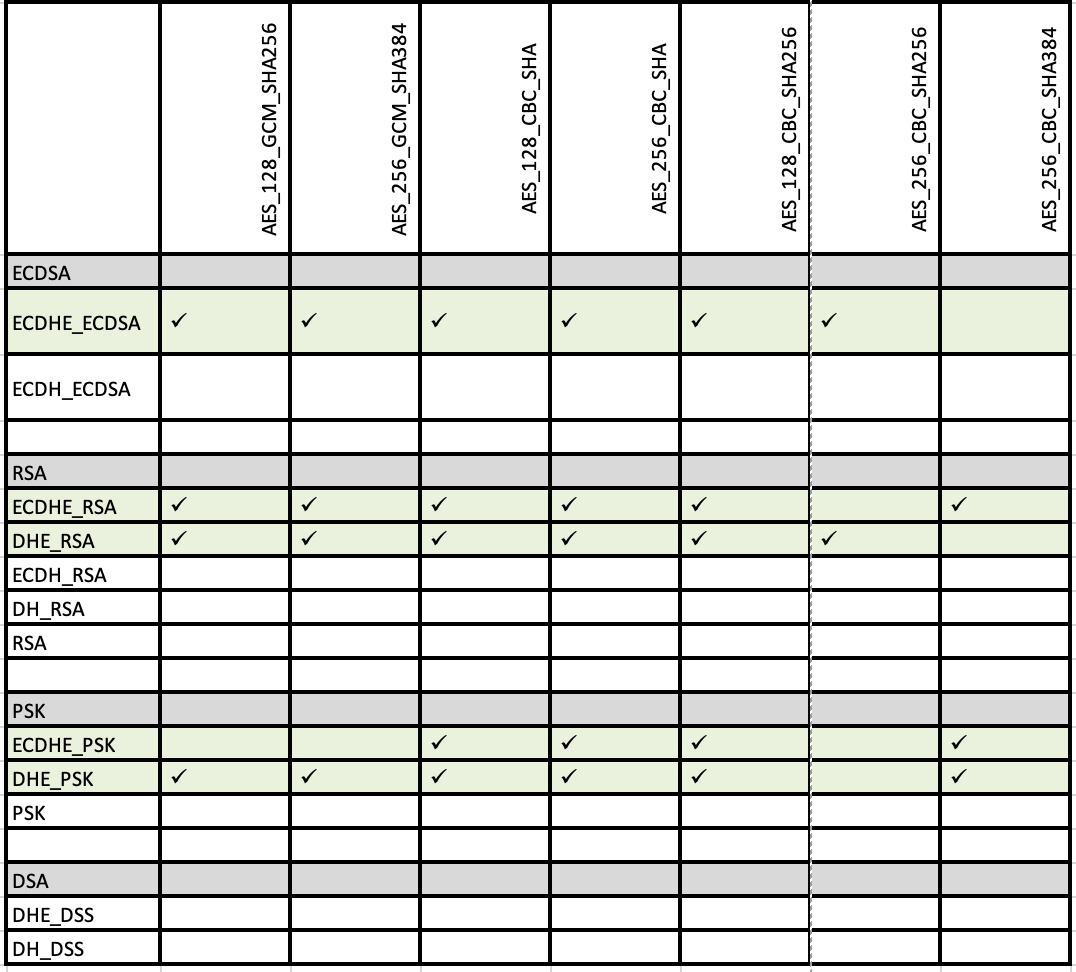 AES_128_GCM_SHA256
AES_256_GCM_SHA384
AES_128_CBC_SHA
AES_256_CBC_SHA
AES_128_CBC_SHA256
AES_256_CBC_SHA256
AES_256_CBC_SHA384
ECDSA
ECDHE_ECDSA ✓ ✓ ✓ ✓ ✓ ✓
ECDH_ECDSA
RSA
ECDHE_RSA ✓ ✓ ✓ ✓ ✓ ✓
DHE_RSA ✓ ✓ ✓ ✓ ✓ ✓
ECDH_RSA
DH_RSA
RSA
PSK
ECDHE_PSK ✓ ✓ ✓ ✓
DHE_PSK ✓ ✓ ✓ ✓ ✓ ✓
PSK
DSA
DHE_DSS
DH_DSS